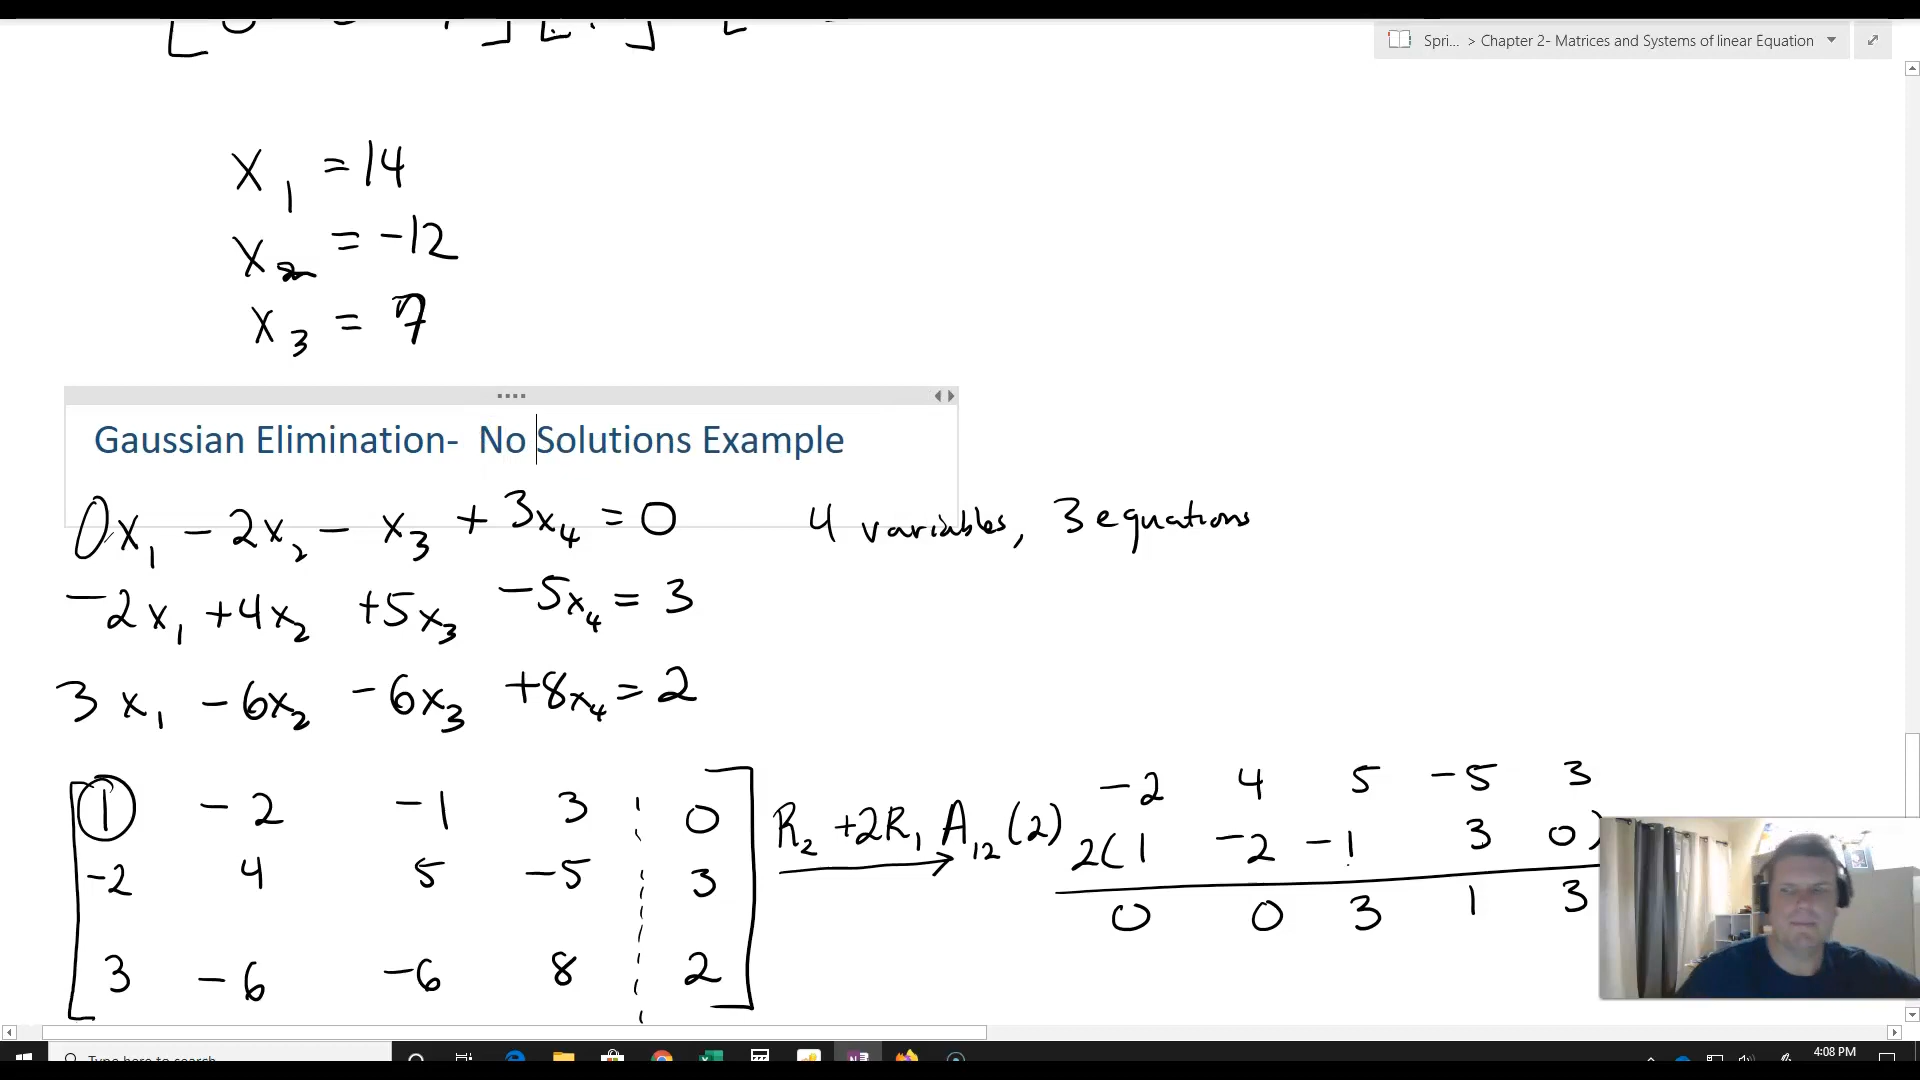 Spri... > Chapter 2- Matrices and Systems of linear Equation
x₁ = 14
x₂ = -12
x₃ = 7
Gaussian Elimination- No Solutions Example
0x₁ - 2x₂ - x₃ + 3x₄ = 0 4 variables, 3 equations
-2x₁ +4x₂ +5x₃ -5x₄ = 3
3x₁ -6x₂ -6x₃ +8x₄ = 2
-2 4 5 -5 3
1 -2 -1 3 0 R₂ +2R₁ A₁₂(2) 2(1 -2 -1 3 0)
-2 4 5 -5 3 0 0 3 1 3
3 -6 -6 8 2
Type here to search
4:08 PM